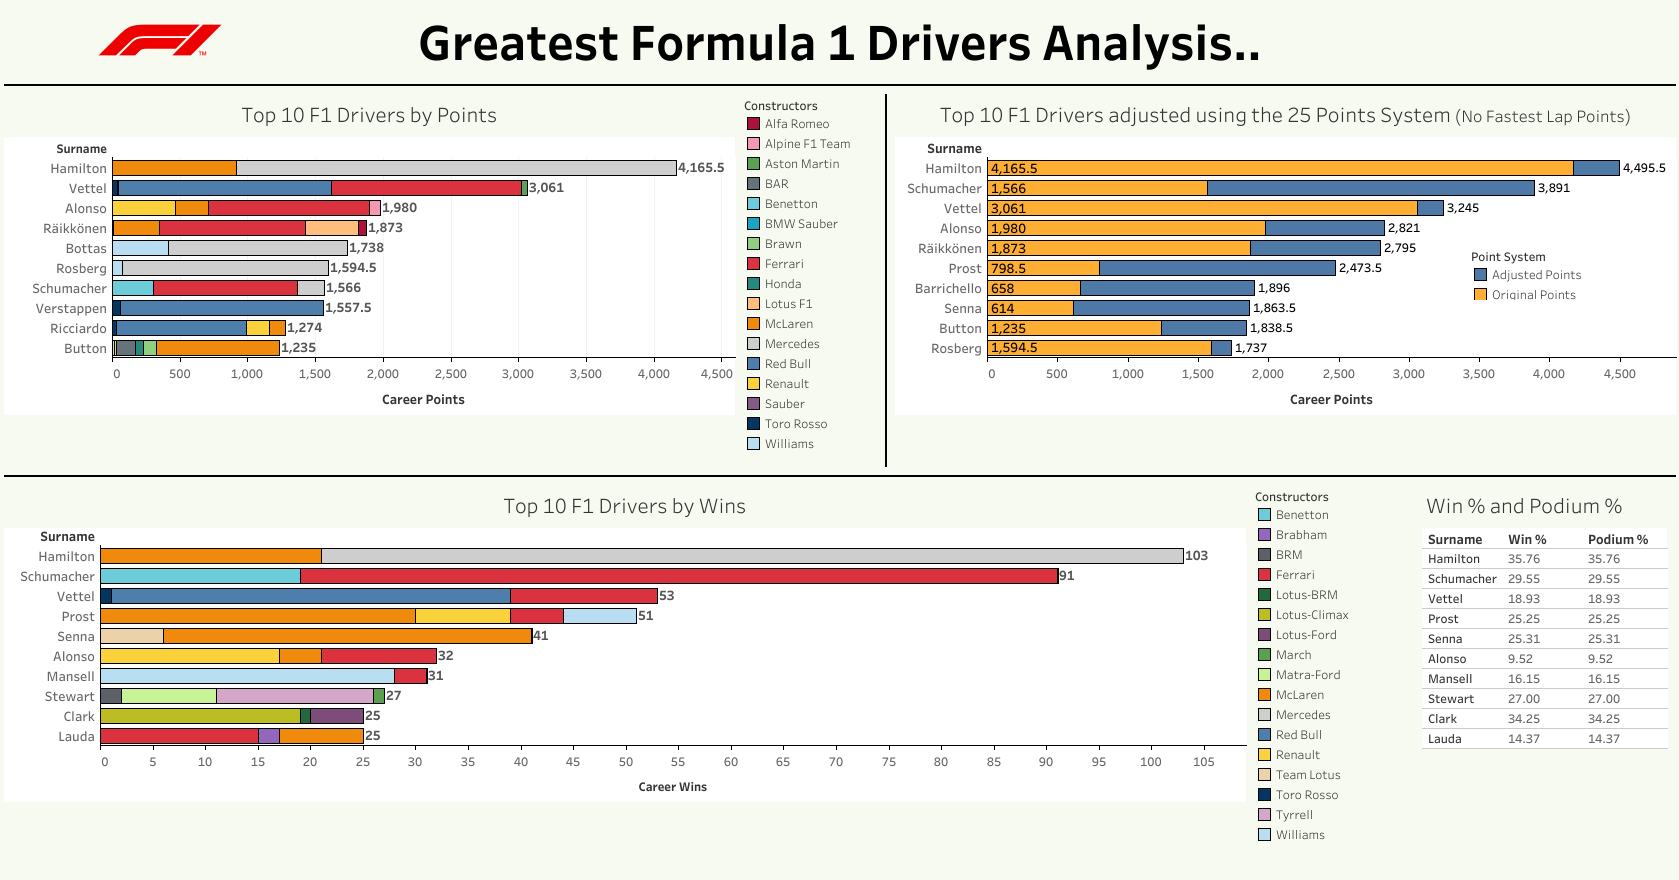 F1
TM
Greatest Formula 1 Drivers Analysis..
Top 10 F1 Drivers by Points
Surname
Hamilton 4,165.5
Vettel 3,061
Alonso 1,980
Räikkönen 1,873
Bottas 1,738
Rosberg 1,594.5
Schumacher 1,566
Verstappen 1,557.5
Ricciardo 1,274
Button 1,235
0 500 1,000 1,500 2,000 2,500 3,000 3,500 4,000 4,500
Career Points
Constructors
Alfa Romeo
Alpine F1 Team
Aston Martin
BAR
Benetton
BMW Sauber
Brawn
Ferrari
Honda
Lotus F1
McLaren
Mercedes
Red Bull
Renault
Sauber
Toro Rosso
Williams
Top 10 F1 Drivers adjusted using the 25 Points System (No Fastest Lap Points)
Surname
Hamilton 4,165.5 4,495.5
Schumacher 1,566 3,891
Vettel 3,061 3,245
Alonso 1,980 2,821
Räikkönen 1,873 2,795
Prost 798.5 2,473.5
Barrichello 658 1,896
Senna 614 1,863.5
Button 1,235 1,838.5
Rosberg 1,594.5 1,737
0 500 1,000 1,500 2,000 2,500 3,000 3,500 4,000 4,500
Career Points
Point System
Adjusted Points
Original Points
Top 10 F1 Drivers by Wins
Surname
Hamilton 103
Schumacher 91
Vettel 53
Prost 51
Senna 41
Alonso 32
Mansell 31
Stewart 27
Clark 25
Lauda 25
0 5 10 15 20 25 30 35 40 45 50 55 60 65 70 75 80 85 90 95 100 105
Career Wins
Constructors
Benetton
Brabham
BRM
Ferrari
Lotus-BRM
Lotus-Climax
Lotus-Ford
March
Matra-Ford
McLaren
Mercedes
Red Bull
Renault
Team Lotus
Toro Rosso
Tyrrell
Williams
Win % and Podium %
Surname Win % Podium %
Hamilton 35.76 35.76
Schumacher 29.55 29.55
Vettel 18.93 18.93
Prost 25.25 25.25
Senna 25.31 25.31
Alonso 9.52 9.52
Mansell 16.15 16.15
Stewart 27.00 27.00
Clark 34.25 34.25
Lauda 14.37 14.37